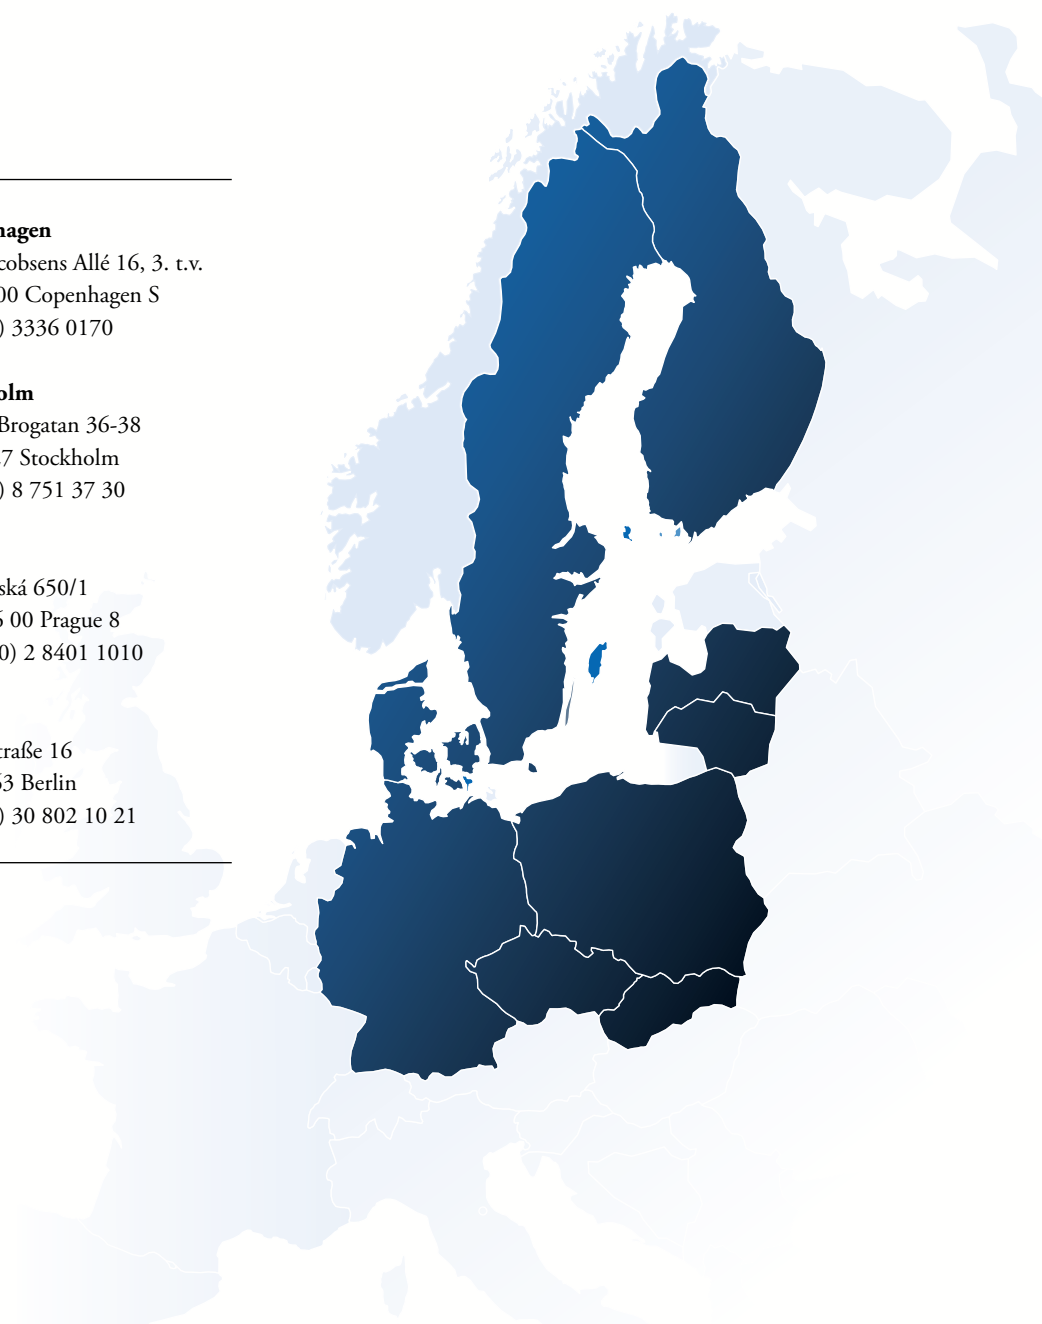 hagen
cobsens Allé 16, 3. t.v.
00 Copenhagen S
) 3336 0170
olm
Brogatan 36-38
7 Stockholm
) 8 751 37 30
ská 650/1
00 Prague 8
0) 2 8401 1010
traße 16
53 Berlin
) 30 802 10 21